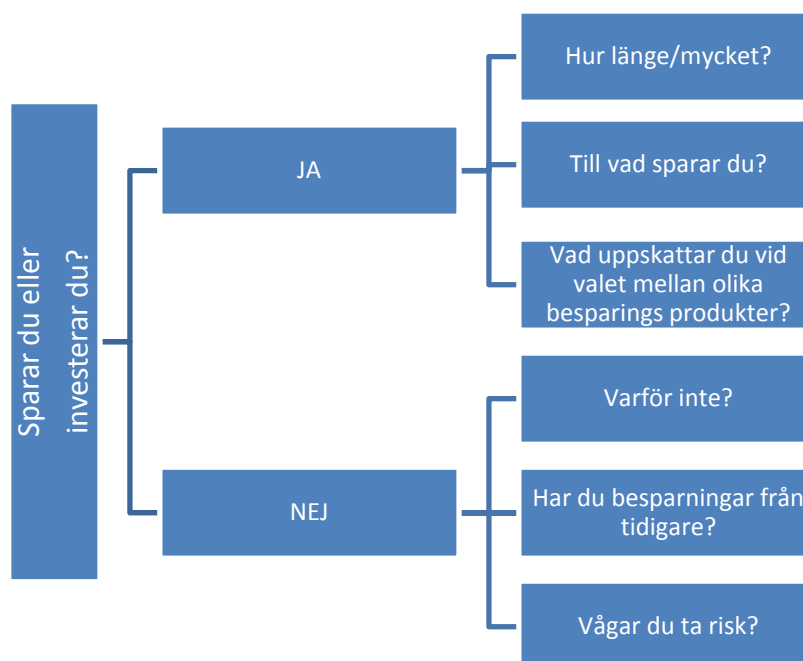 Sparar du eller
investerar du?
JA
Hur länge/mycket?
Till vad sparar du?
Vad uppskattar du vid
valet mellan olika
besparings produkter?
NEJ
Varför inte?
Har du besparningar från
tidigare?
Vågar du ta risk?